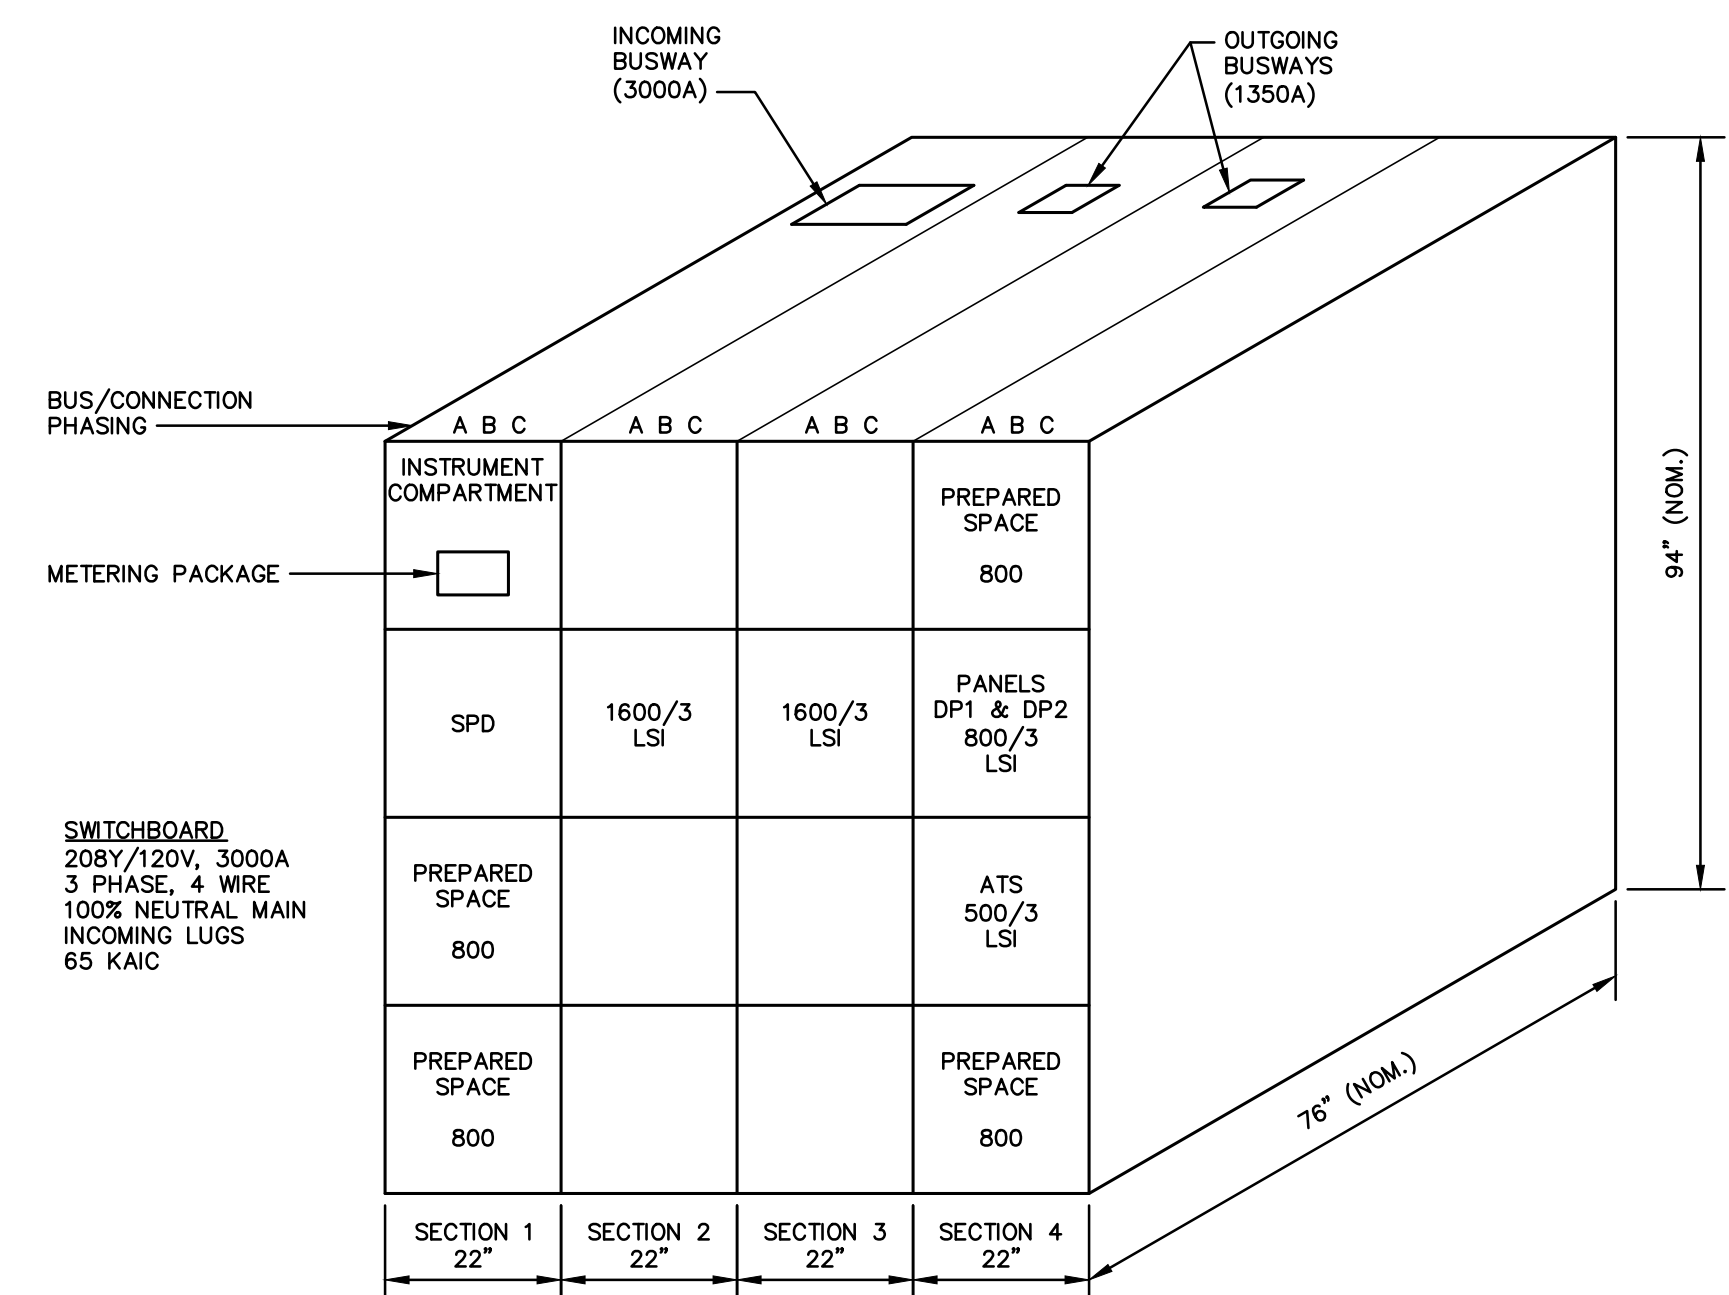 INCOMING
BUSWAY
(3000A)
OUTGOING
BUSWAYS
(1350A)
BUS/CONNECTION
PHASING
A B C
A B C
A B C
A B C
INSTRUMENT
COMPARTMENT
PREPARED
SPACE
800
METERING PACKAGE
94" (NOM.)
SPD
1600/3
LSI
1600/3
LSI
PANELS
DP1 & DP2
800/3
LSI
SWITCHBOARD
208Y/120V, 3000A
3 PHASE, 4 WIRE
100% NEUTRAL MAIN
INCOMING LUGS
65 KAIC
PREPARED
SPACE
800
ATS
500/3
LSI
PREPARED
SPACE
800
PREPARED
SPACE
800
76" (NOM.)
SECTION 1
22"
SECTION 2
22"
SECTION 3
22"
SECTION 4
22"